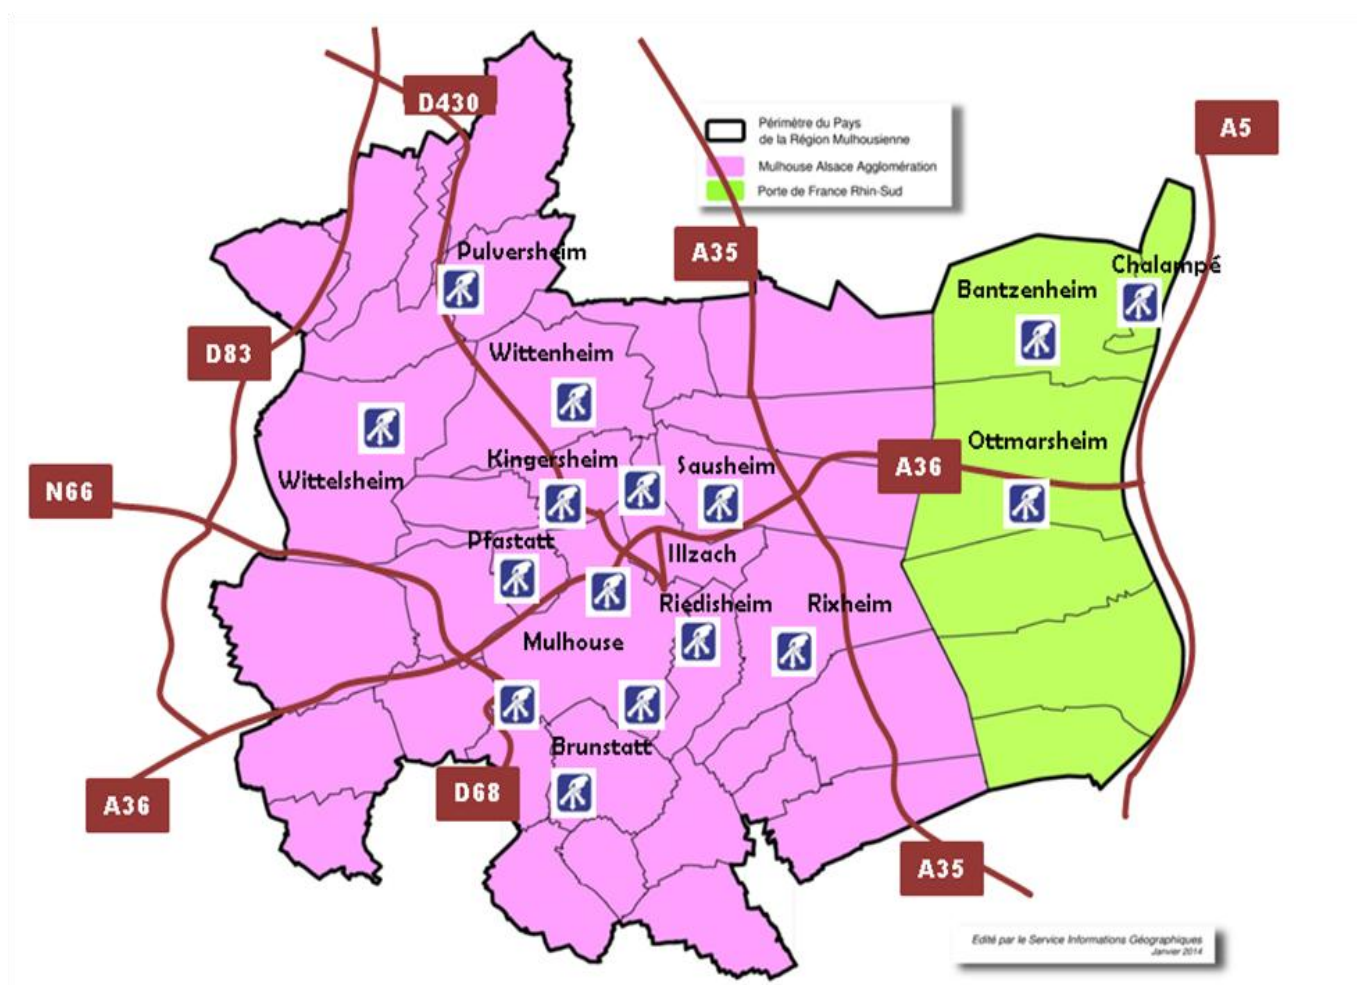 D430
Périmètre du Pays
de la Région Mulhousienne
Mulhouse Alsace Agglomération
Porte de France Rhin-Sud
A5
A35
Pulversheim
Chalampé
Bantzenheim
D83
Wittenheim
Ottmarsheim
Kingersheim
Sausheim
A36
Wittelsheim
N66
Pfastatt
Illzach
Riedisheim
Rixheim
Mulhouse
Brunstatt
D68
A36
A35
Edité par le Service Informations Géographiques
Janvier 2014